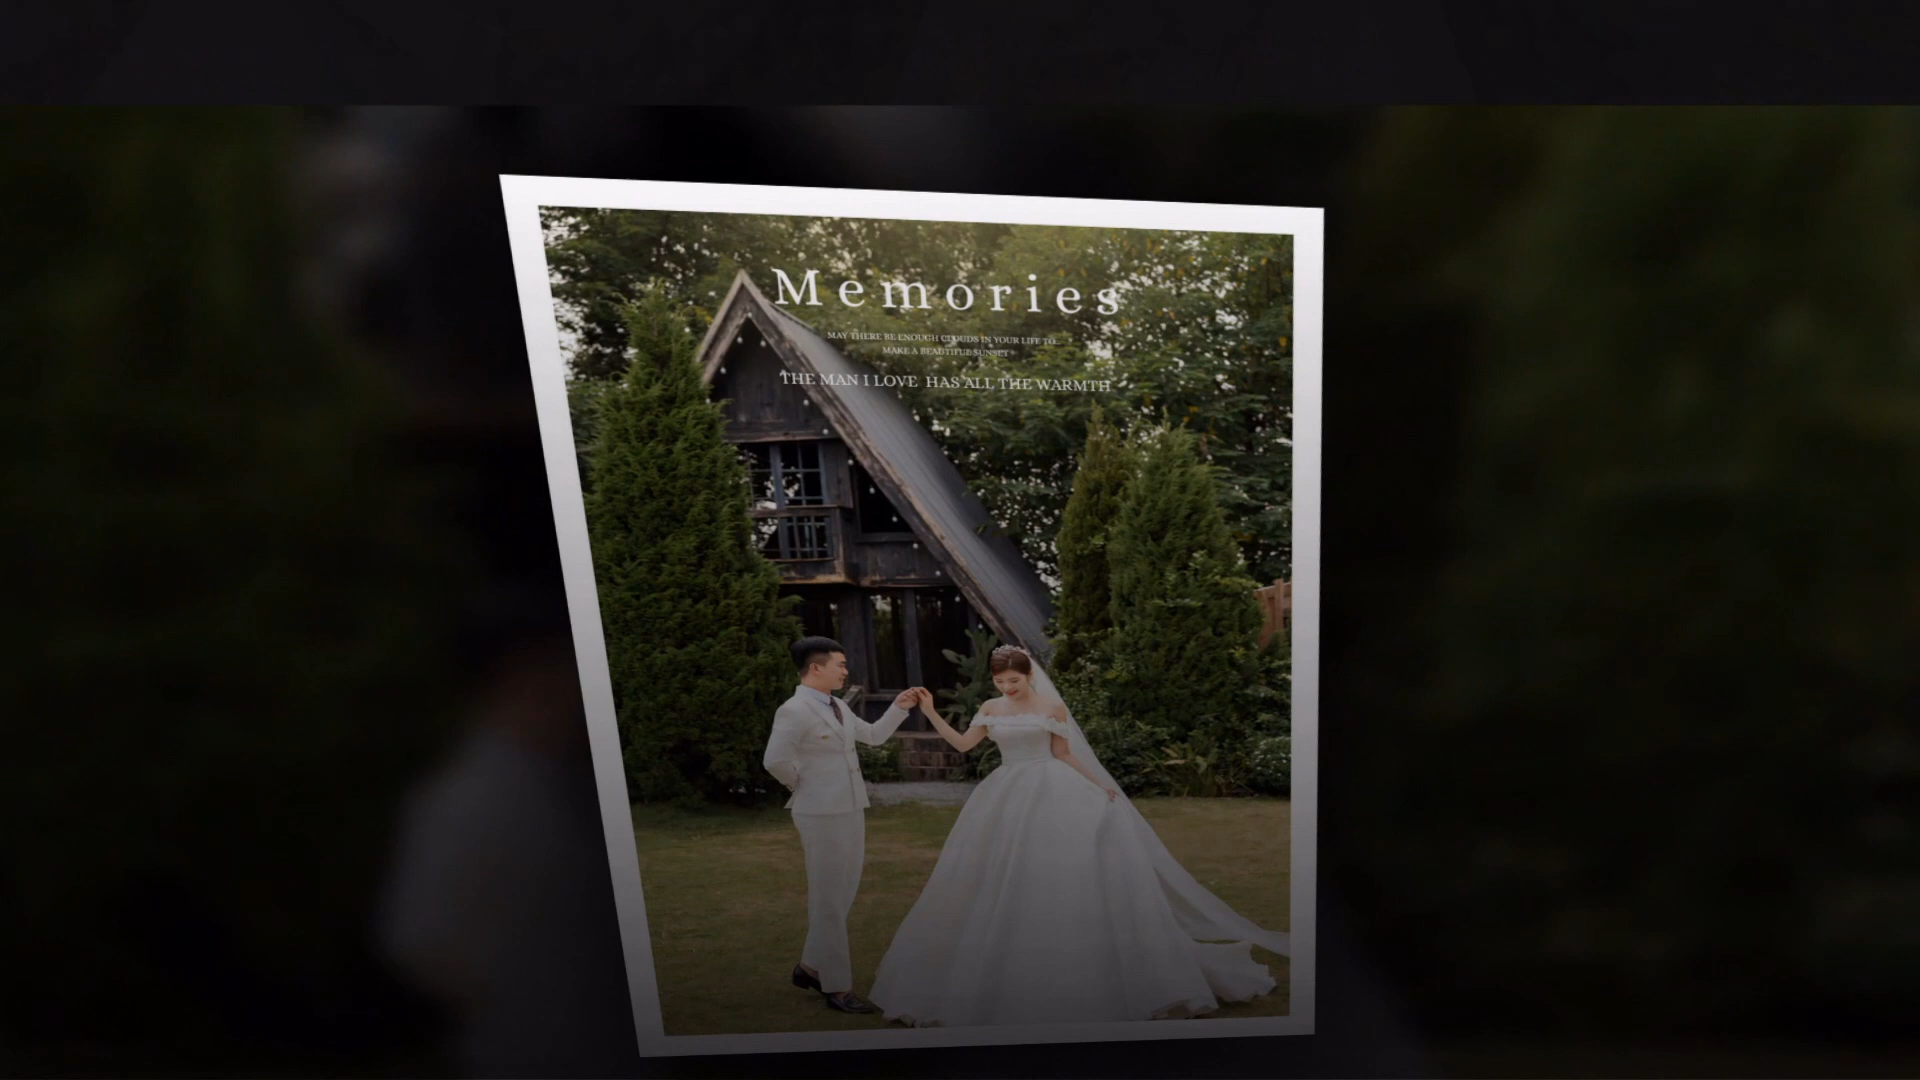 Memories
MAY THERE BE ENOUGH CLOUDS IN YOUR LIFE TO
MAKE A BEAUTIFUL SUNSET
THE MAN I LOVE HAS ALL THE WARMTH